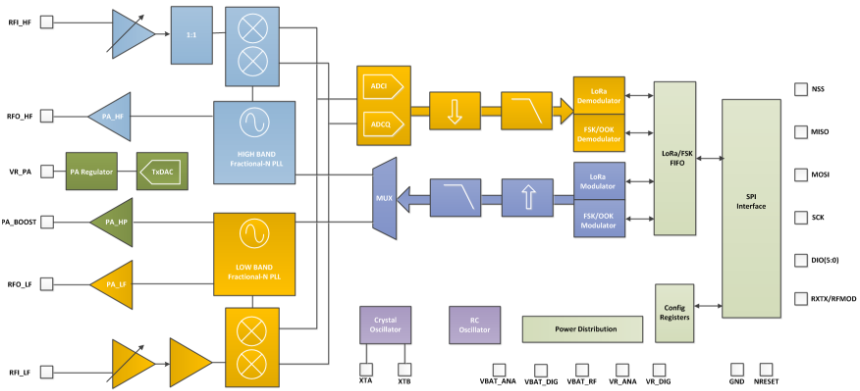 RFI_HF
1:1
RFO_HF
PA_HF
HIGH BAND
Fractional-N PLL
VR_PA
PA Regulator
TxDAC
PA_BOOST
PA_HP
RFO_LF
PA_LF
LOW BAND
Fractional-N PLL
RFI_LF
ADCI
ADCQ
LoRa
Demodulator
FSK/OOK
Demodulator
MUX
LoRa
Modulator
FSK/OOK
Modulator
LoRa/FSK
FIFO
SPI
Interface
NSS
MISO
MOSI
SCK
DIO(5:0)
RXTX/RFMOD
Crystal
Oscillator
RC
Oscillator
Power Distribution
Config
Registers
XTA
XTB
VBAT_ANA
VBAT_DIG
VBAT_RF
VR_ANA
VR_DIG
GND
NRESET